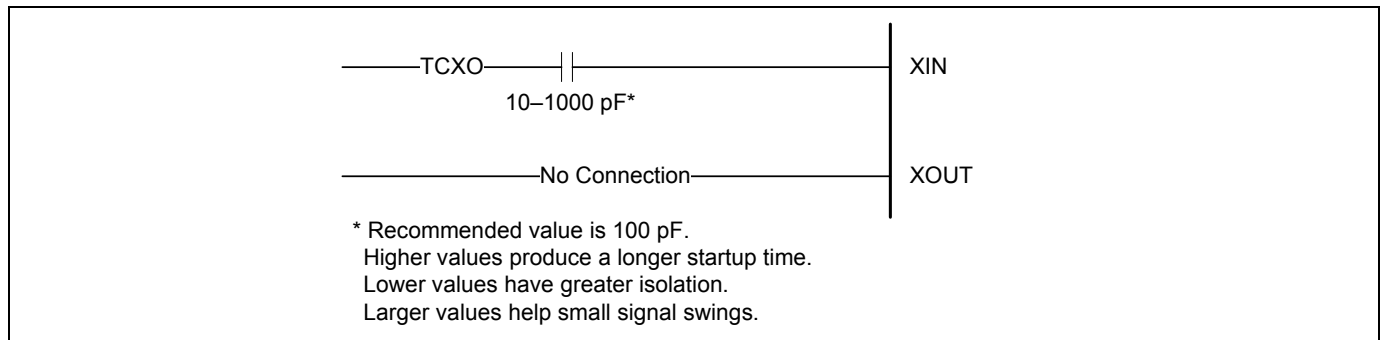 TCXO
XIN
10–1000 pF*
No Connection
XOUT
* Recommended value is 100 pF.
Higher values produce a longer startup time.
Lower values have greater isolation.
Larger values help small signal swings.